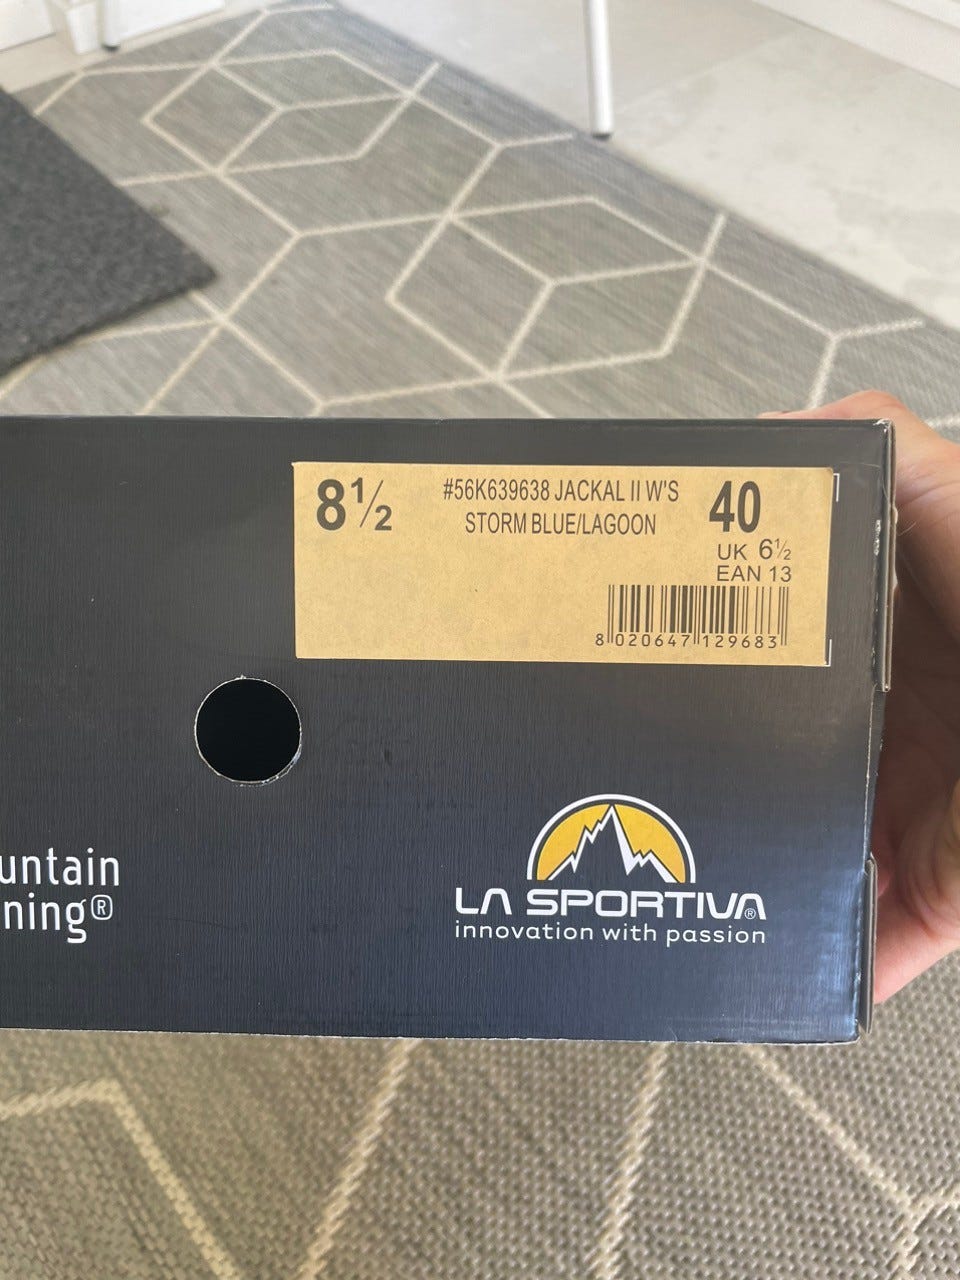 8½
#56K639638 JACKAL II W'S
STORM BLUE/LAGOON
40
UK 6½
EAN 13
8 020647 129683
untain
ning®
LA SPORTIVA®
innovation with passion